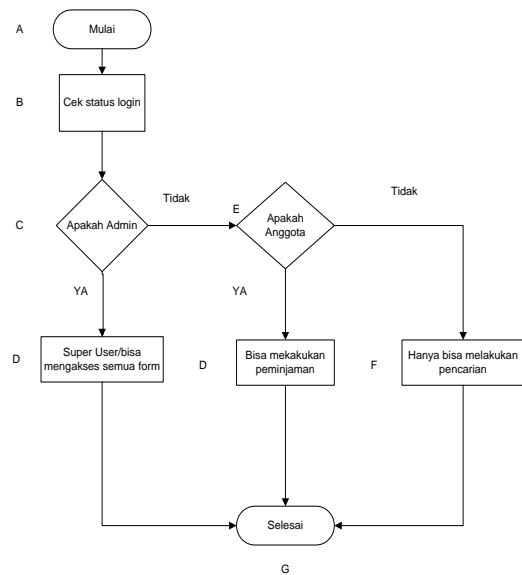 A
Mulai
B
Cek status login
C
Apakah Admin
Tidak
E
Apakah
Anggota
Tidak
YA
YA
D
Super User/bisa
mengakses semua form
D
Bisa mekakukan
peminjaman
F
Hanya bisa melakukan
pencarian
Selesai
G